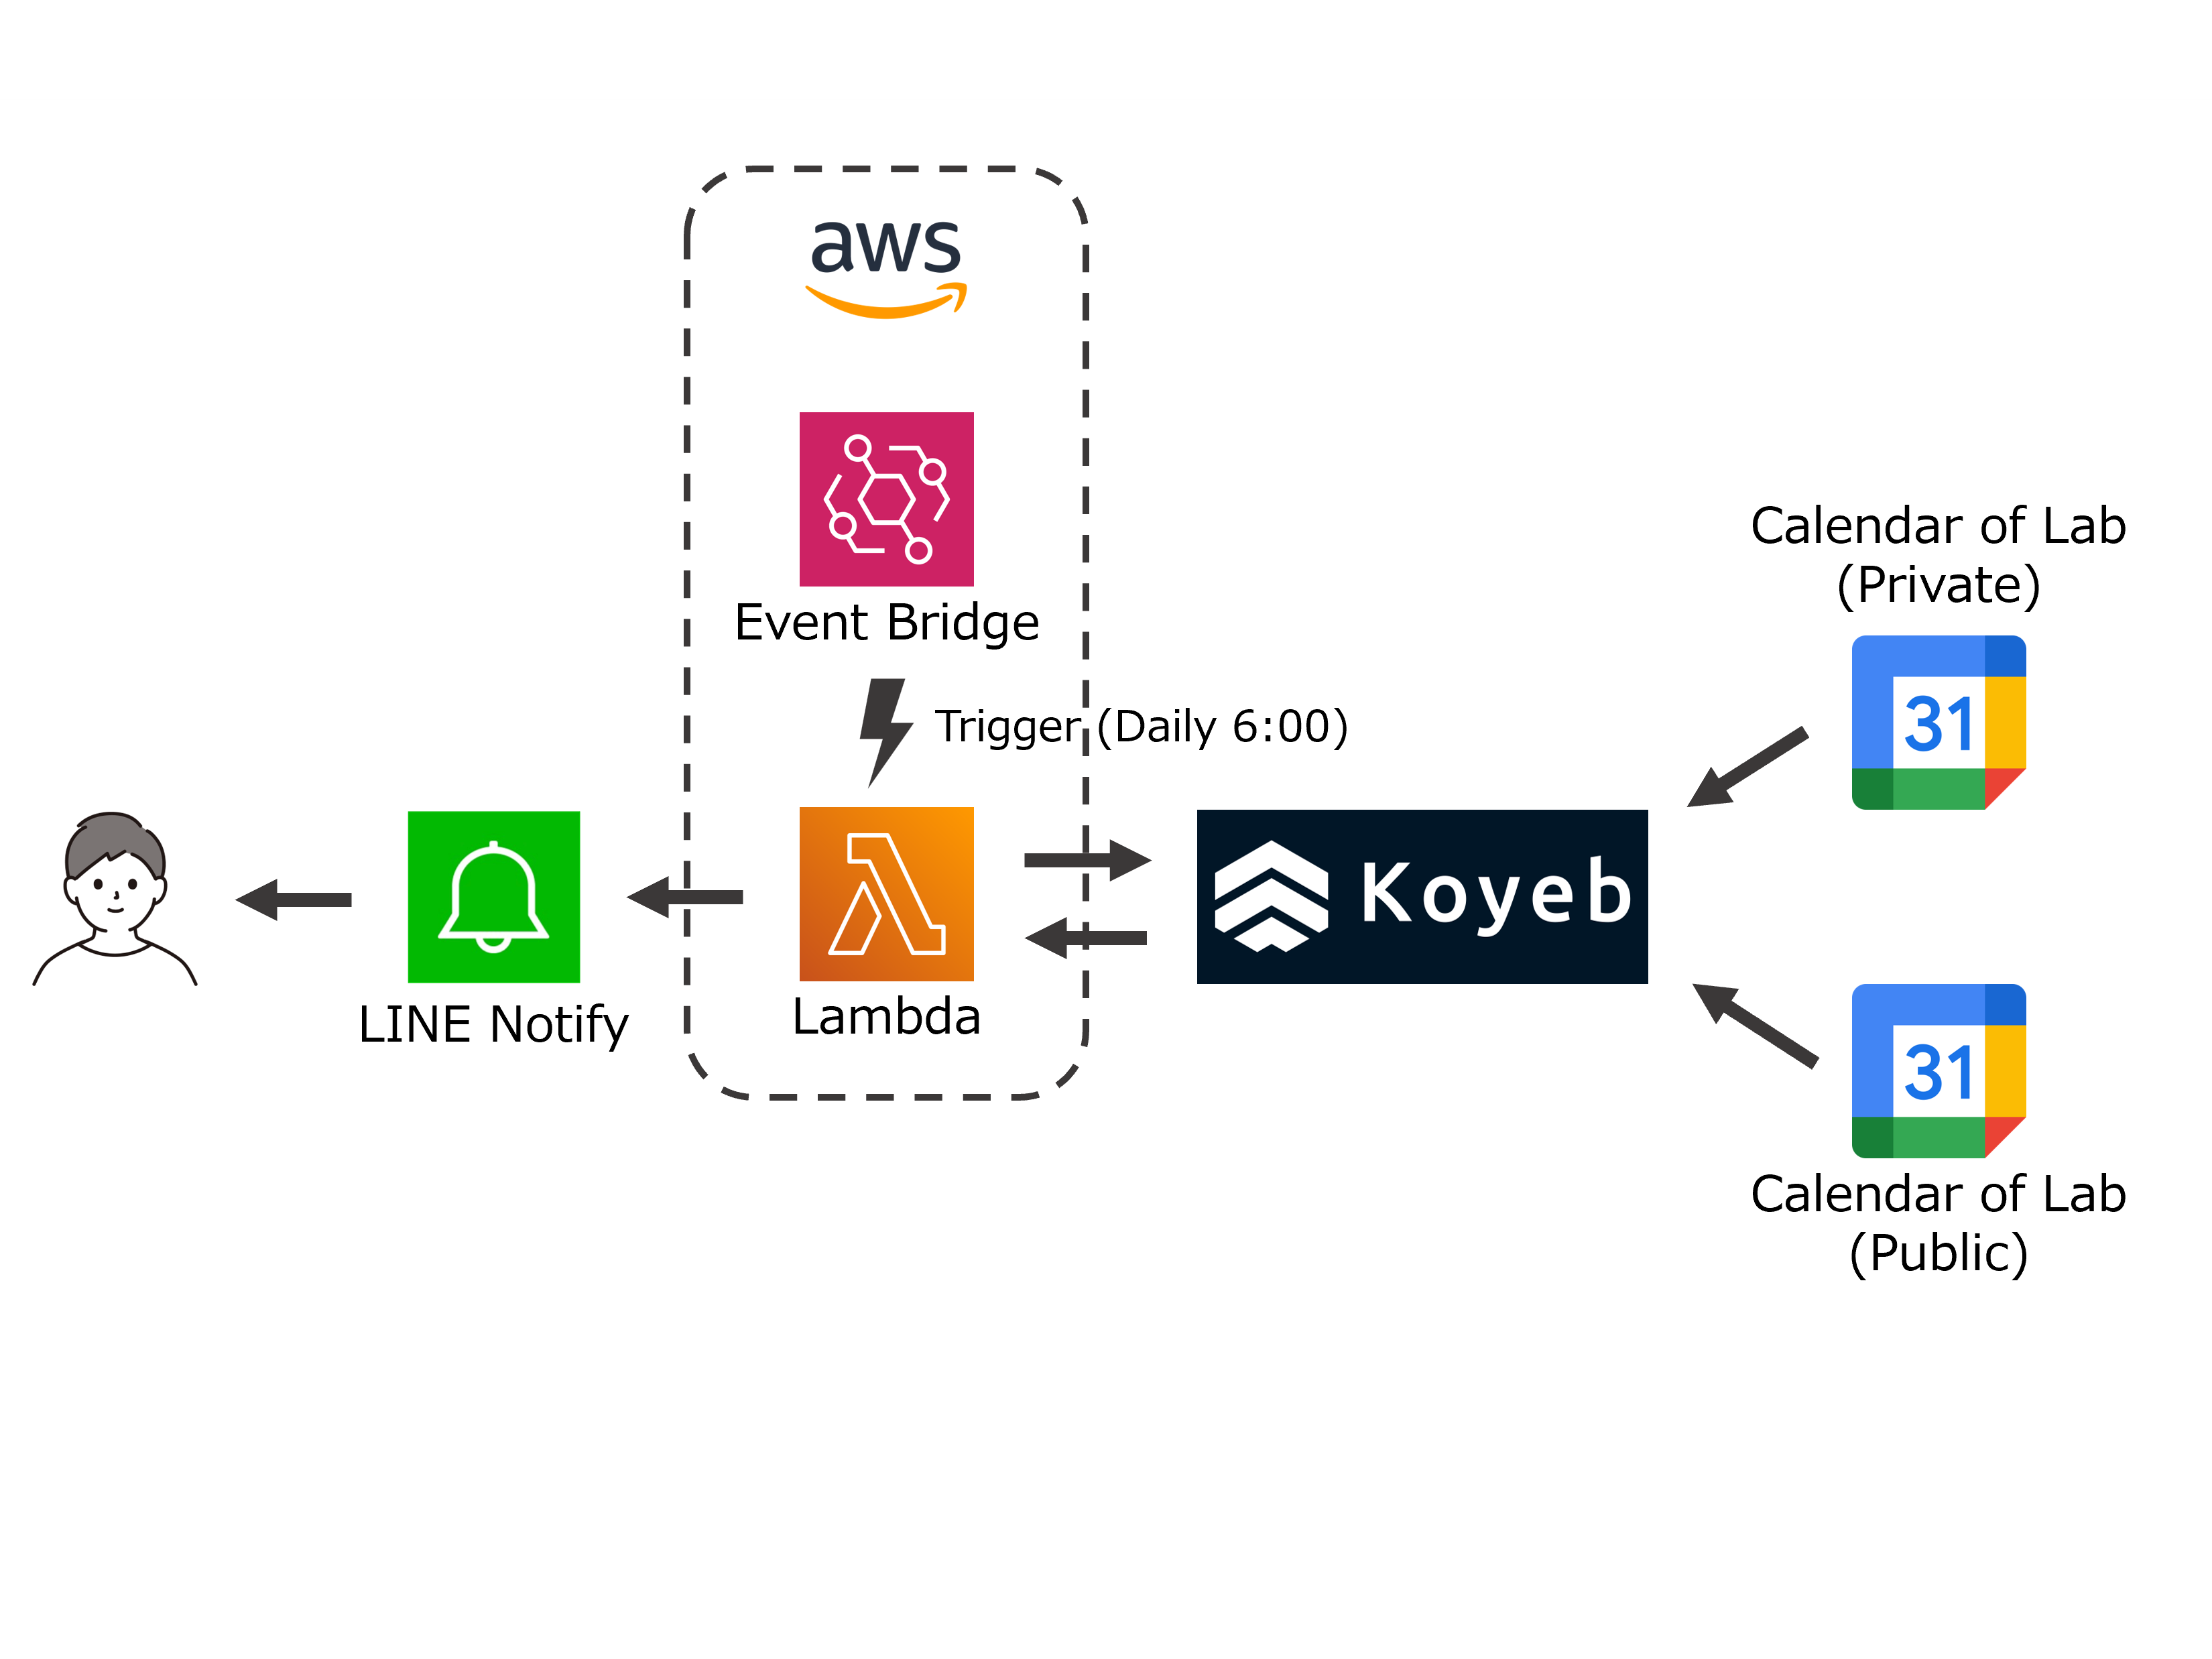 aws
Event Bridge
Trigger (Daily 6:00)
Lambda
LINE Notify
Koyeb
Calendar of Lab
(Private)
31
31
Calendar of Lab
(Public)